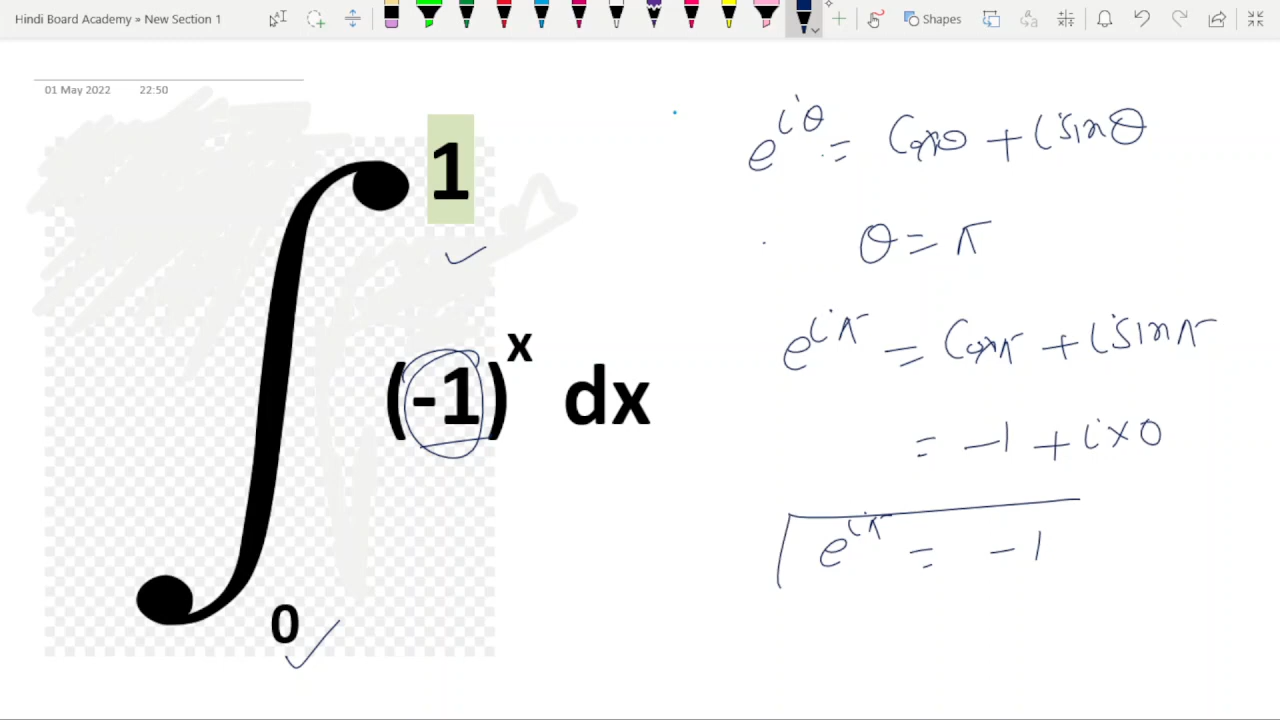 Hindi Board Academy » New Section 1
Shapes
01 May 2022 22:50
∫
1
(-1)^x dx
0
e^{iθ} = Cosθ + i sinθ
θ = π
e^{iπ} = Cosπ + i sinπ
= -1 + i×0
e^{iπ} = -1